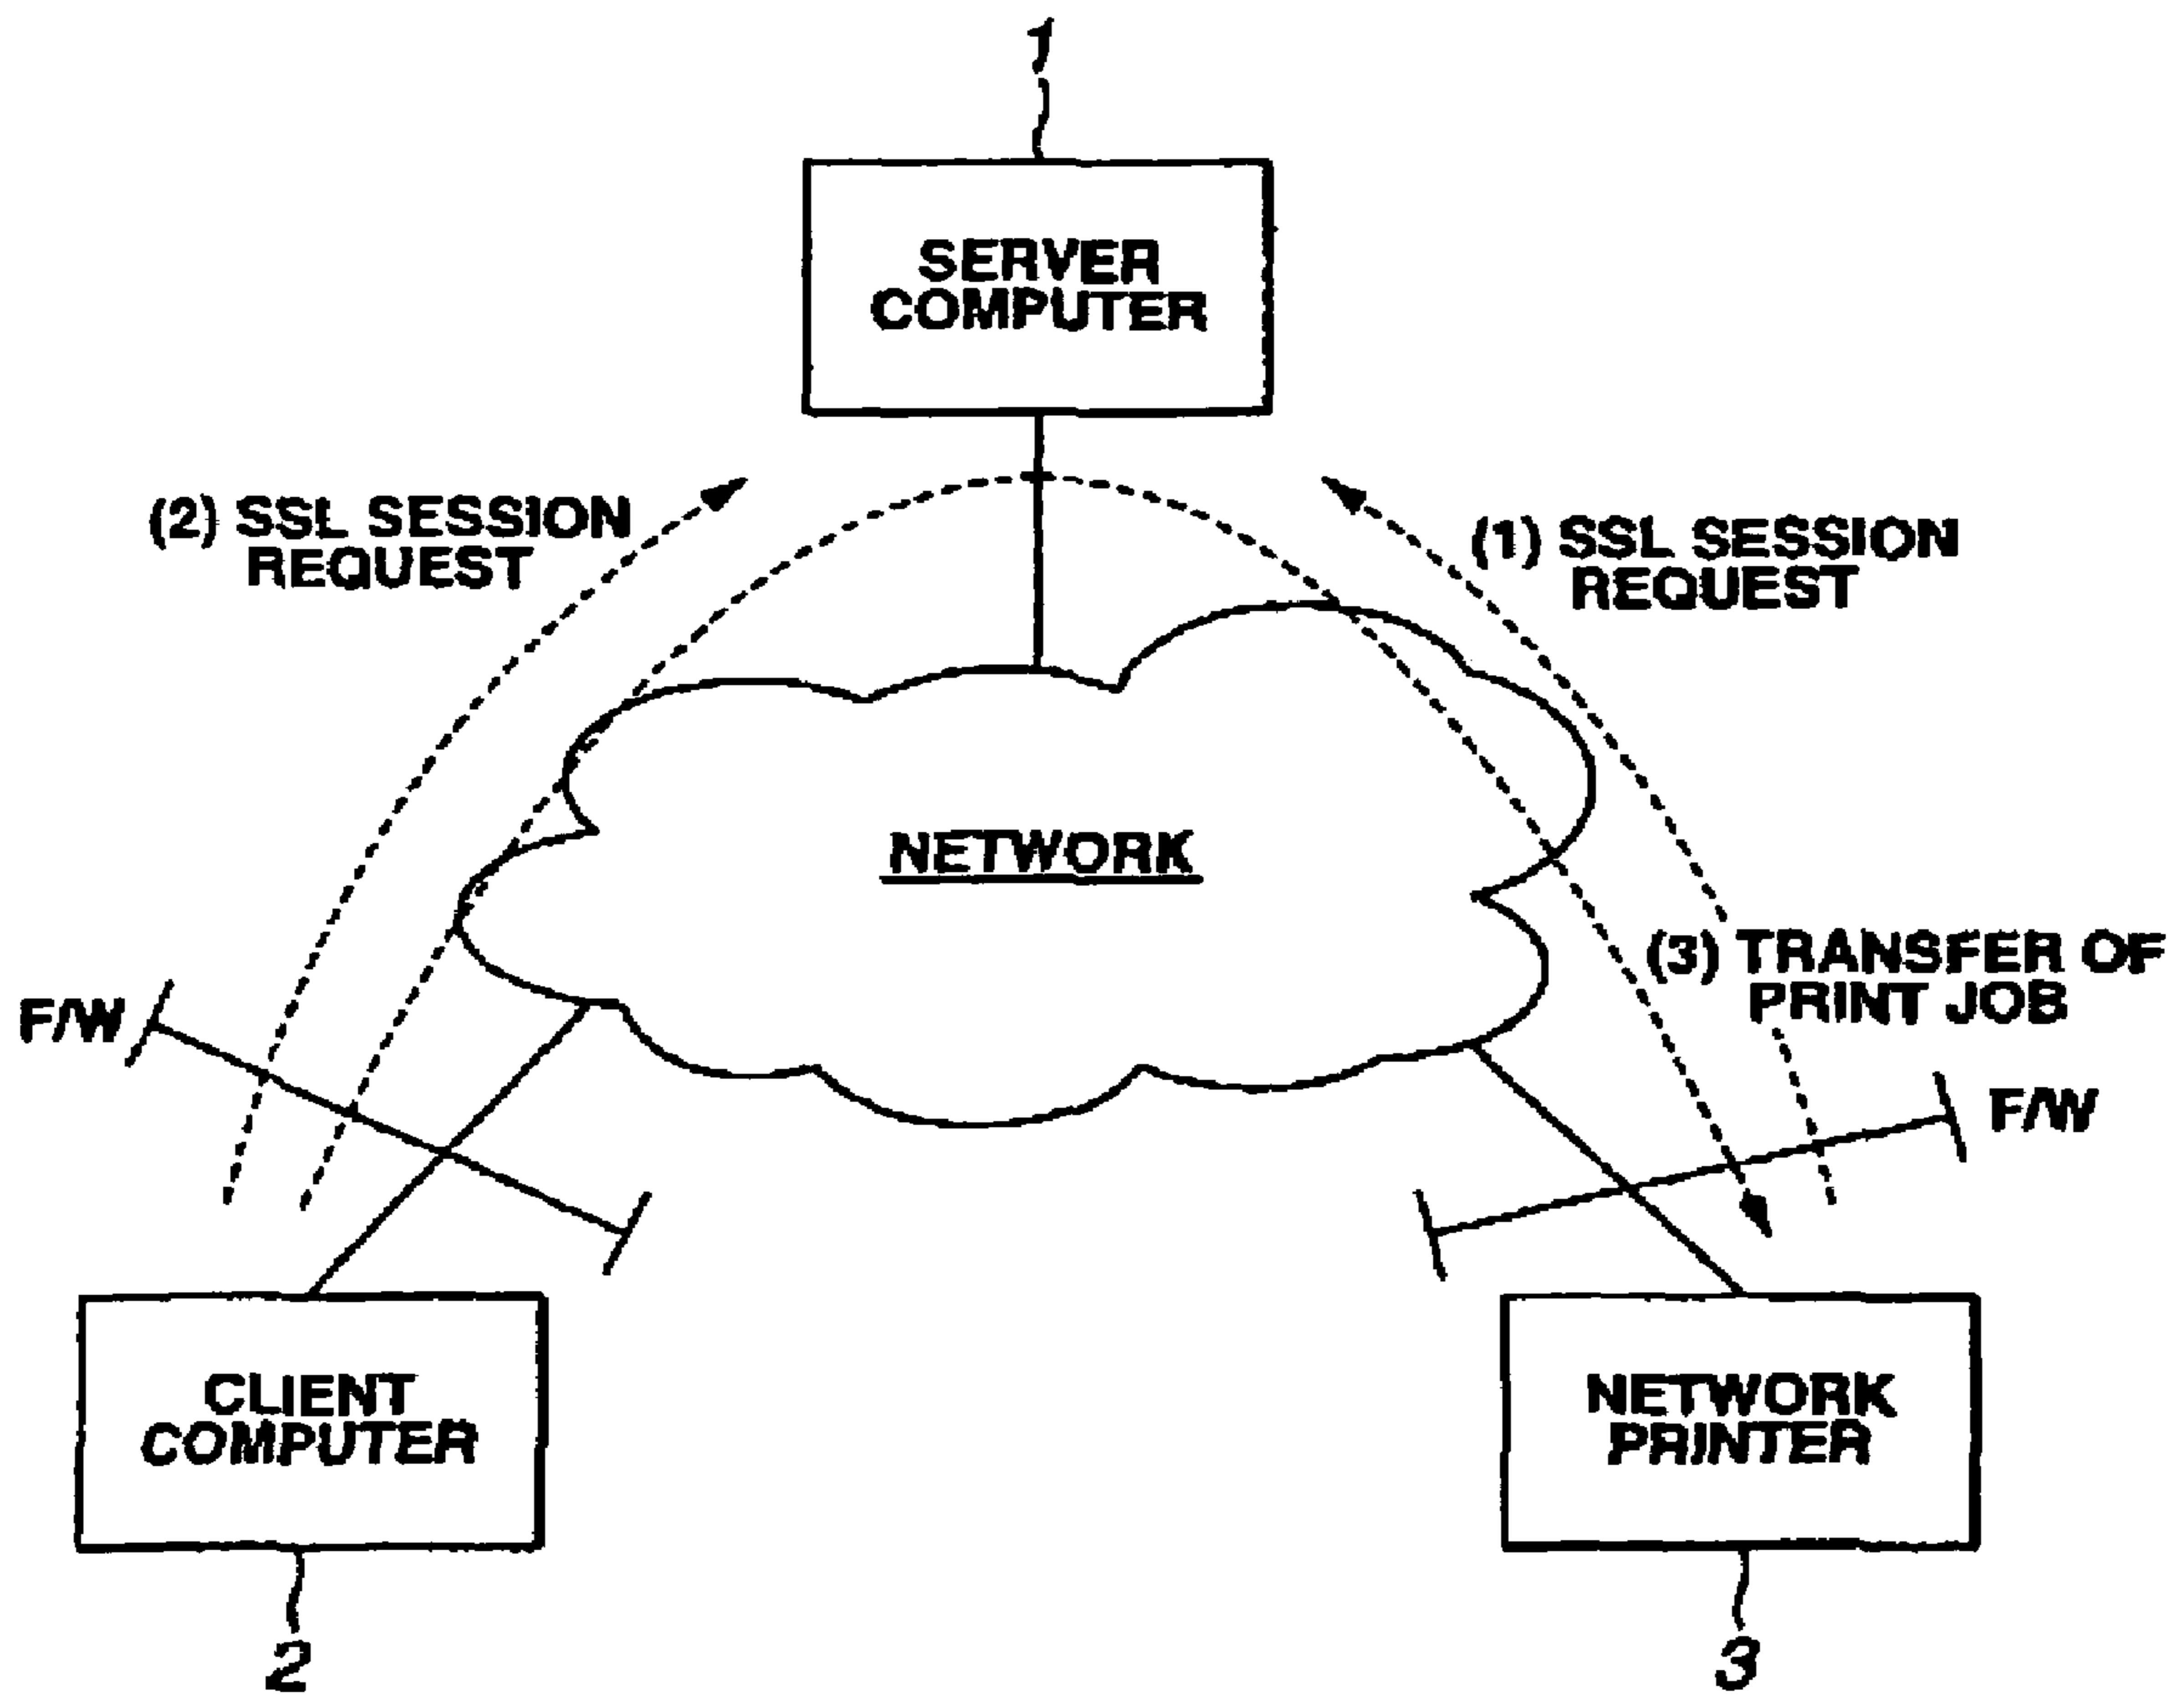 1
SERVER
COMPUTER
(2) SSL SESSION
REQUEST
(1) SSL SESSION
REQUEST
NETWORK
(3) TRANSFER OF
PRINT JOB
F/W
F/W
CLIENT
COMPUTER
NETWORK
PRINTER
2
3